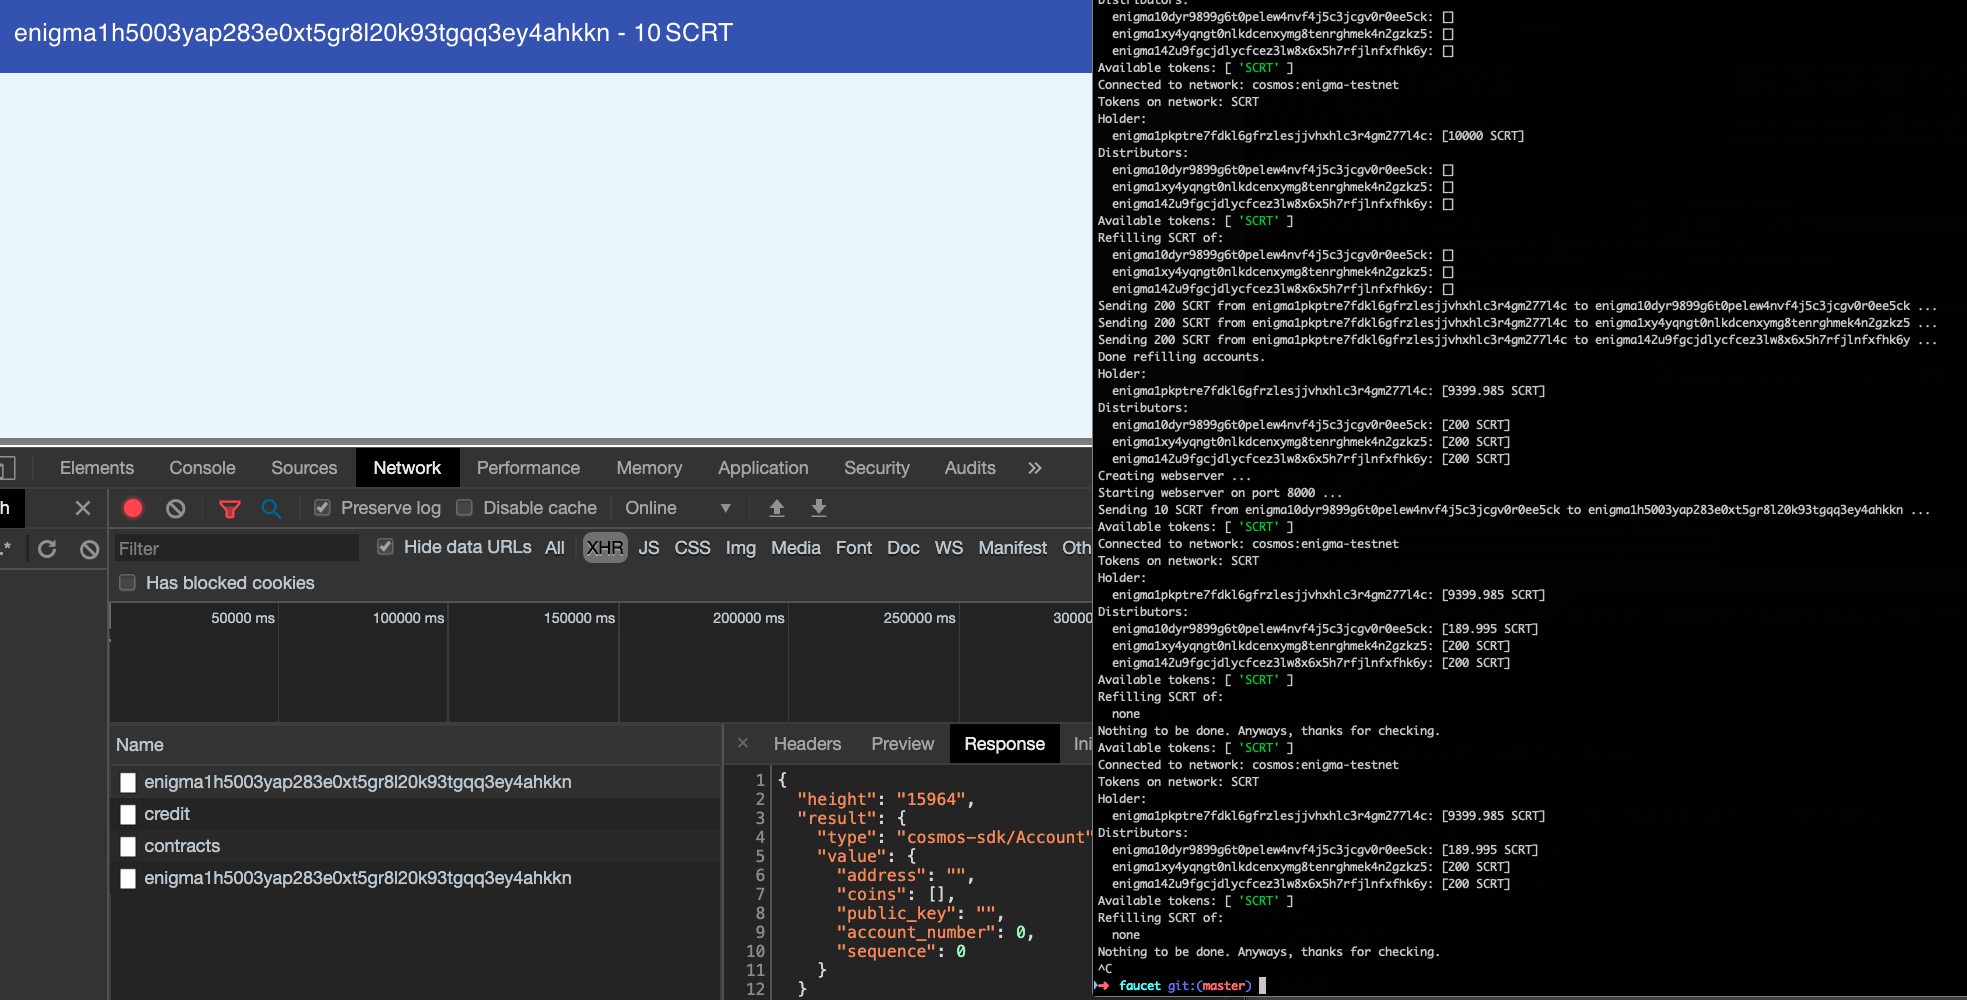 enigma1h5003yap283e0xt5gr8l20k93tgqq3ey4ahkkn - 10 SCRT
Elements Console Sources Network Performance Memory Application Security Audits »
h × Preserve log Disable cache Online ▼
.* Filter Hide data URLs All XHR JS CSS Img Media Font Doc WS Manifest Oth
Has blocked cookies
50000 ms 100000 ms 150000 ms 200000 ms 250000 ms 30000
Name
enigma1h5003yap283e0xt5gr8l20k93tgqq3ey4ahkkn
credit
contracts
enigma1h5003yap283e0xt5gr8l20k93tgqq3ey4ahkkn
× Headers Preview Response Ini
1 {
2 "height": "15964",
3 "result": {
4 "type": "cosmos-sdk/Account"
5 "value": {
6 "address": "",
7 "coins": [],
8 "public_key": "",
9 "account_number": 0,
10 "sequence": 0
11 }
12 }
Distributors:
enigma10dyr9899g6t0pelew4nvf4j5c3jcgv0r0ee5ck: []
enigma1xy4yqngt0nlkdcenxymg8tenrghmek4n2gzkz5: []
enigma142u9fgcjdlycfcez3lw8x6x5h7rfjlnfxfhk6y: []
Available tokens: [ 'SCRT' ]
Connected to network: cosmos:enigma-testnet
Tokens on network: SCRT
Holder:
enigma1pkptre7fdkl6gfrzlesjjvhxhlc3r4gm277l4c: [10000 SCRT]
Distributors:
enigma10dyr9899g6t0pelew4nvf4j5c3jcgv0r0ee5ck: []
enigma1xy4yqngt0nlkdcenxymg8tenrghmek4n2gzkz5: []
enigma142u9fgcjdlycfcez3lw8x6x5h7rfjlnfxfhk6y: []
Available tokens: [ 'SCRT' ]
Refilling SCRT of:
enigma10dyr9899g6t0pelew4nvf4j5c3jcgv0r0ee5ck: []
enigma1xy4yqngt0nlkdcenxymg8tenrghmek4n2gzkz5: []
enigma142u9fgcjdlycfcez3lw8x6x5h7rfjlnfxfhk6y: []
Sending 200 SCRT from enigma1pkptre7fdkl6gfrzlesjjvhxhlc3r4gm277l4c to enigma10dyr9899g6t0pelew4nvf4j5c3jcgv0r0ee5ck ...
Sending 200 SCRT from enigma1pkptre7fdkl6gfrzlesjjvhxhlc3r4gm277l4c to enigma1xy4yqngt0nlkdcenxymg8tenrghmek4n2gzkz5 ...
Sending 200 SCRT from enigma1pkptre7fdkl6gfrzlesjjvhxhlc3r4gm277l4c to enigma142u9fgcjdlycfcez3lw8x6x5h7rfjlnfxfhk6y ...
Done refilling accounts.
Holder:
enigma1pkptre7fdkl6gfrzlesjjvhxhlc3r4gm277l4c: [9399.985 SCRT]
Distributors:
enigma10dyr9899g6t0pelew4nvf4j5c3jcgv0r0ee5ck: [200 SCRT]
enigma1xy4yqngt0nlkdcenxymg8tenrghmek4n2gzkz5: [200 SCRT]
enigma142u9fgcjdlycfcez3lw8x6x5h7rfjlnfxfhk6y: [200 SCRT]
Creating webserver ...
Starting webserver on port 8000 ...
Sending 10 SCRT from enigma10dyr9899g6t0pelew4nvf4j5c3jcgv0r0ee5ck to enigma1h5003yap283e0xt5gr8l20k93tgqq3ey4ahkkn ...
Available tokens: [ 'SCRT' ]
Connected to network: cosmos:enigma-testnet
Tokens on network: SCRT
Holder:
enigma1pkptre7fdkl6gfrzlesjjvhxhlc3r4gm277l4c: [9399.985 SCRT]
Distributors:
enigma10dyr9899g6t0pelew4nvf4j5c3jcgv0r0ee5ck: [189.995 SCRT]
enigma1xy4yqngt0nlkdcenxymg8tenrghmek4n2gzkz5: [200 SCRT]
enigma142u9fgcjdlycfcez3lw8x6x5h7rfjlnfxfhk6y: [200 SCRT]
Available tokens: [ 'SCRT' ]
Refilling SCRT of:
none
Nothing to be done. Anyways, thanks for checking.
Available tokens: [ 'SCRT' ]
Connected to network: cosmos:enigma-testnet
Tokens on network: SCRT
Holder:
enigma1pkptre7fdkl6gfrzlesjjvhxhlc3r4gm277l4c: [9399.985 SCRT]
Distributors:
enigma10dyr9899g6t0pelew4nvf4j5c3jcgv0r0ee5ck: [189.995 SCRT]
enigma1xy4yqngt0nlkdcenxymg8tenrghmek4n2gzkz5: [200 SCRT]
enigma142u9fgcjdlycfcez3lw8x6x5h7rfjlnfxfhk6y: [200 SCRT]
Available tokens: [ 'SCRT' ]
Refilling SCRT of:
none
Nothing to be done. Anyways, thanks for checking.
^C
➜ faucet git:(master)